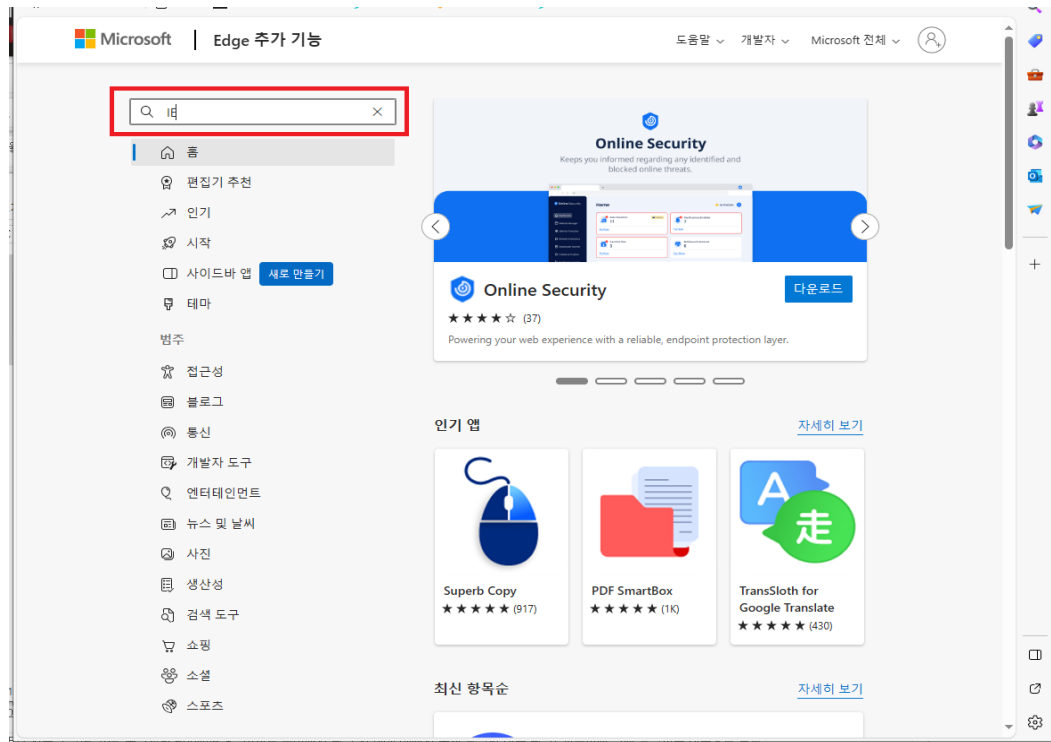 Microsoft | Edge 추가 기능
도움말
개발자
Microsoft 전체
IE
홈
편집기 추천
인기
시작
사이드바 앱 새로 만들기
테마
범주
접근성
블로그
통신
개발자 도구
엔터테인먼트
뉴스 및 날씨
사진
생산성
검색 도구
쇼핑
소셜
스포츠
Online Security
Keeps you informed regarding any identified and
blocked online threats.
Home
Online Security
다운로드
(37)
Powering your web experience with a reliable, endpoint protection layer.
인기 앱
자세히 보기
Superb Copy
(917)
PDF SmartBox
(1K)
TransSloth for
Google Translate
(430)
최신 항목순
자세히 보기